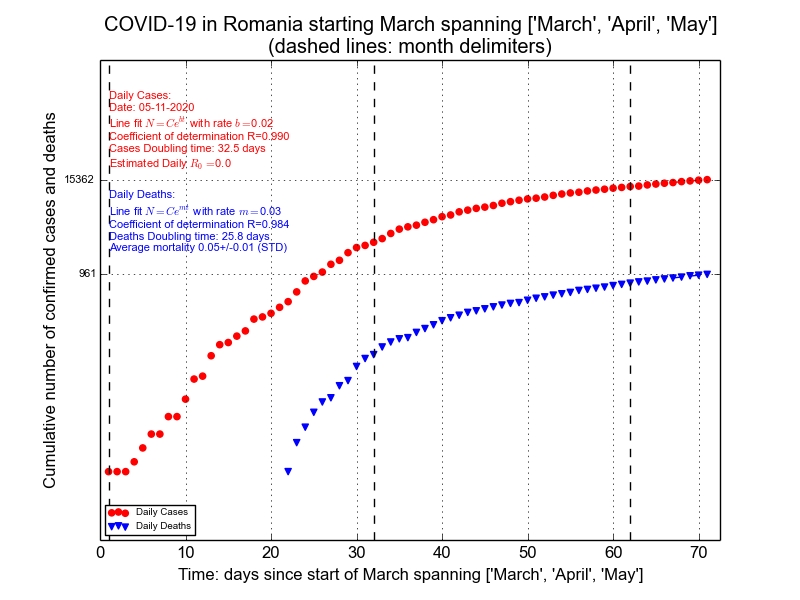 COVID-19 in Romania starting March spanning ['March', 'April', 'May']
(dashed lines: month delimiters)
Cumulative number of confirmed cases and deaths
Daily Cases:
Date: 05-11-2020
Line fit N = Ce^{bt}: with rate b =0.02
Coefficient of determination R=0.990
Cases Doubling time: 32.5 days
Estimated Daily R_0 =0.0
15362
Daily Deaths:
Line fit N = Ce^{mt}: with rate m =0.03
Coefficient of determination R=0.984
Deaths Doubling time: 25.8 days
Average mortality 0.05+/-0.01 (STD)
961
Daily Cases
Daily Deaths
0 10 20 30 40 50 60 70
Time: days since start of March spanning ['March', 'April', 'May']